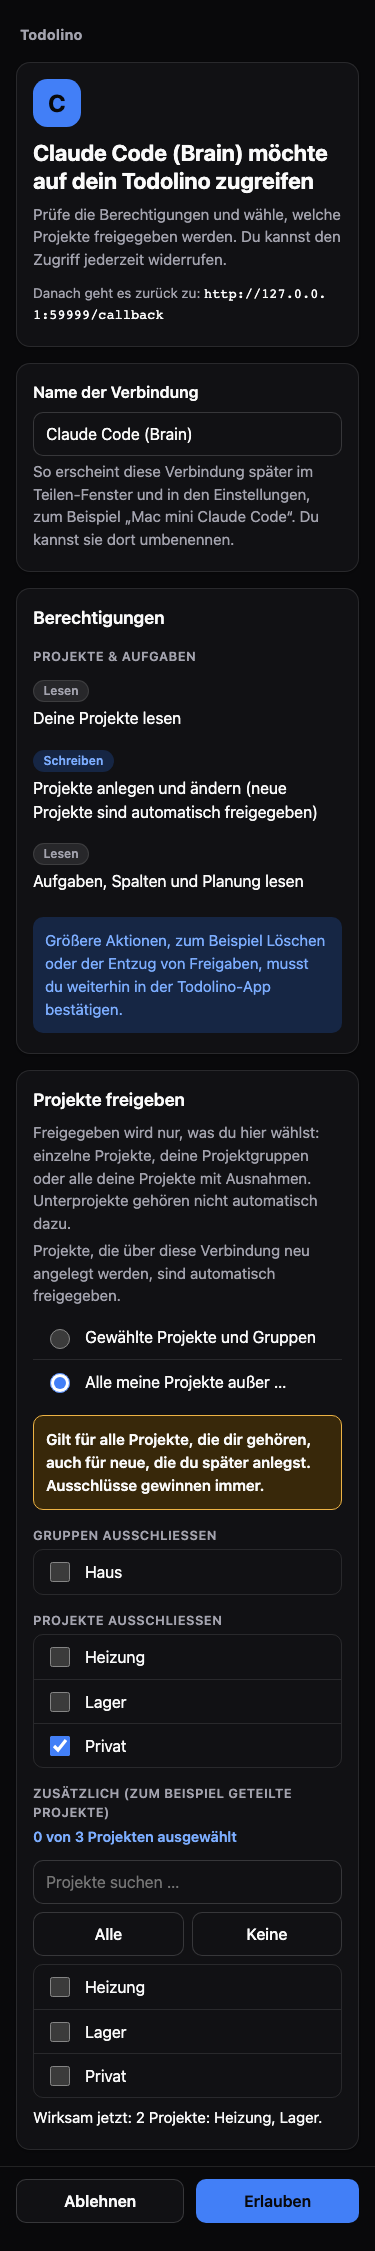 Todolino
C
Claude Code (Brain) möchte
auf dein Todolino zugreifen
Prüfe die Berechtigungen und wähle, welche
Projekte freigegeben werden. Du kannst den
Zugriff jederzeit widerrufen.
Danach geht es zurück zu: http://127.0.0.
1:59999/callback
Name der Verbindung
Claude Code (Brain)
So erscheint diese Verbindung später im
Teilen-Fenster und in den Einstellungen,
zum Beispiel „Mac mini Claude Code“. Du
kannst sie dort umbenennen.
Berechtigungen
PROJEKTE & AUFGABEN
Lesen
Deine Projekte lesen
Schreiben
Projekte anlegen und ändern (neue
Projekte sind automatisch freigegeben)
Lesen
Aufgaben, Spalten und Planung lesen
Größere Aktionen, zum Beispiel Löschen
oder der Entzug von Freigaben, musst
du weiterhin in der Todolino-App
bestätigen.
Projekte freigeben
Freigegeben wird nur, was du hier wählst:
einzelne Projekte, deine Projektgruppen
oder alle deine Projekte mit Ausnahmen.
Unterprojekte gehören nicht automatisch
dazu.
Projekte, die über diese Verbindung neu
angelegt werden, sind automatisch
freigegeben.
Gewählte Projekte und Gruppen
Alle meine Projekte außer ...
Gilt für alle Projekte, die dir gehören,
auch für neue, die du später anlegst.
Ausschlüsse gewinnen immer.
GRUPPEN AUSSCHLIESSEN
Haus
PROJEKTE AUSSCHLIESSEN
Heizung
Lager
Privat
ZUSÄTZLICH (ZUM BEISPIEL GETEILTE
PROJEKTE)
0 von 3 Projekten ausgewählt
Projekte suchen ...
Alle Keine
Heizung
Lager
Privat
Wirksam jetzt: 2 Projekte: Heizung, Lager.
Ablehnen Erlauben